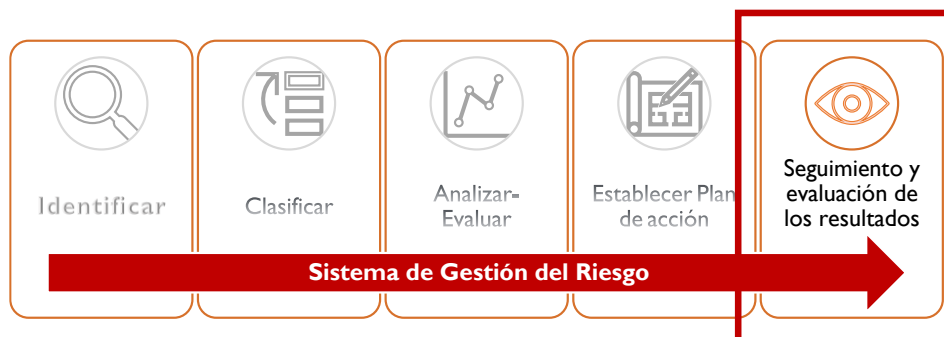 Identificar
Clasificar
Analizar-
Evaluar
Establecer Plan
de acción
Seguimiento y
evaluación de
los resultados
Sistema de Gestión del Riesgo